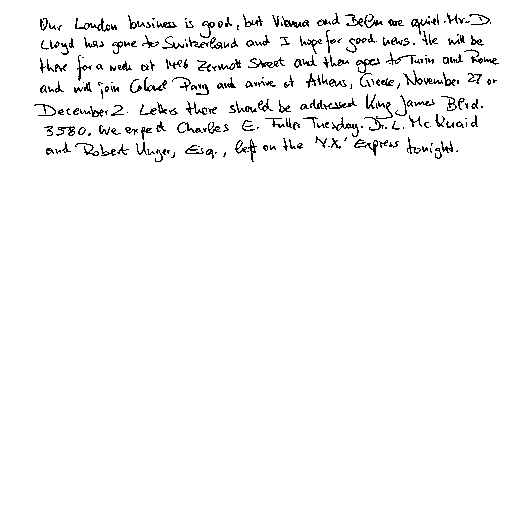 Our London business is good, but Vienna and Berlin are quiet. Mr. D.
Lloyd has gone to Switzerland and I hope for good news. He will be
there for a week at 1496 Zermott Street and then goes to Turin and Rome
and will join Colonel Parry and arrive at Athens, Greece, November 27 or
December 2. Letters there should be addressed King James Blvd.
3580. We expect Charles E. Fuller Tuesday. Dr. L. McQuaid
and Robert Unger, Esq., left on the "Y.X." Express tonight.